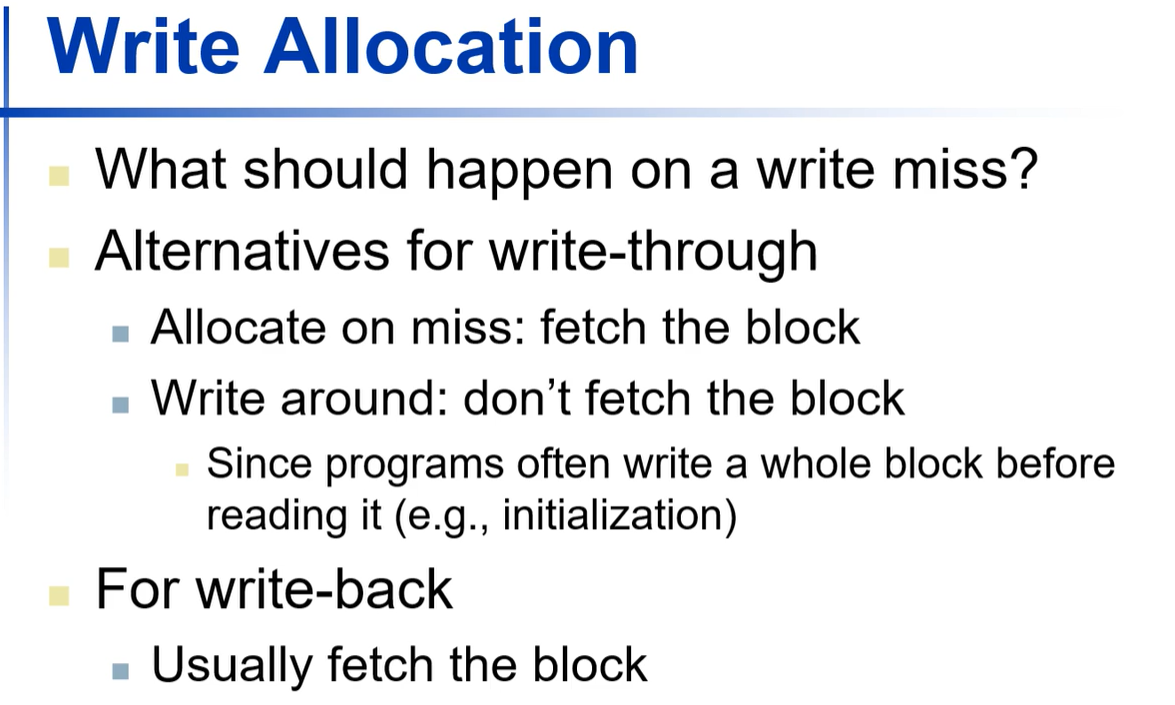 Write Allocation
What should happen on a write miss?
Alternatives for write-through
Allocate on miss: fetch the block
Write around: don’t fetch the block
Since programs often write a whole block before
reading it (e.g., initialization)
For write-back
Usually fetch the block